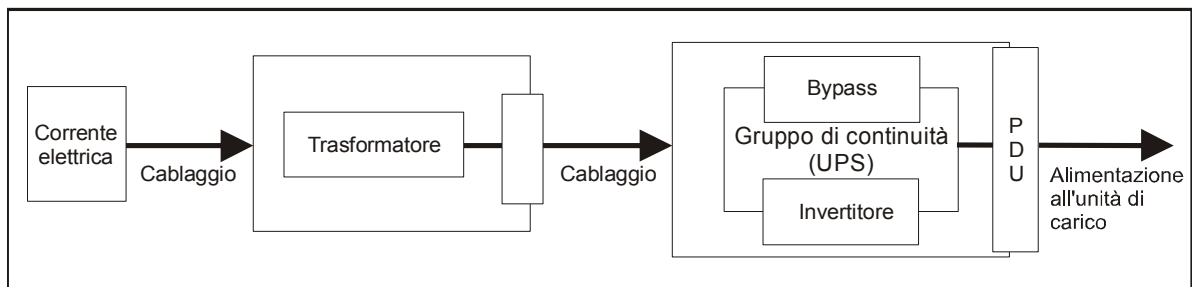 Corrente
elettrica
Cablaggio
Trasformatore
Cablaggio
Bypass
Gruppo di continuità
(UPS)
Invertitore
P
D
U
Alimentazione
all'unità di
carico